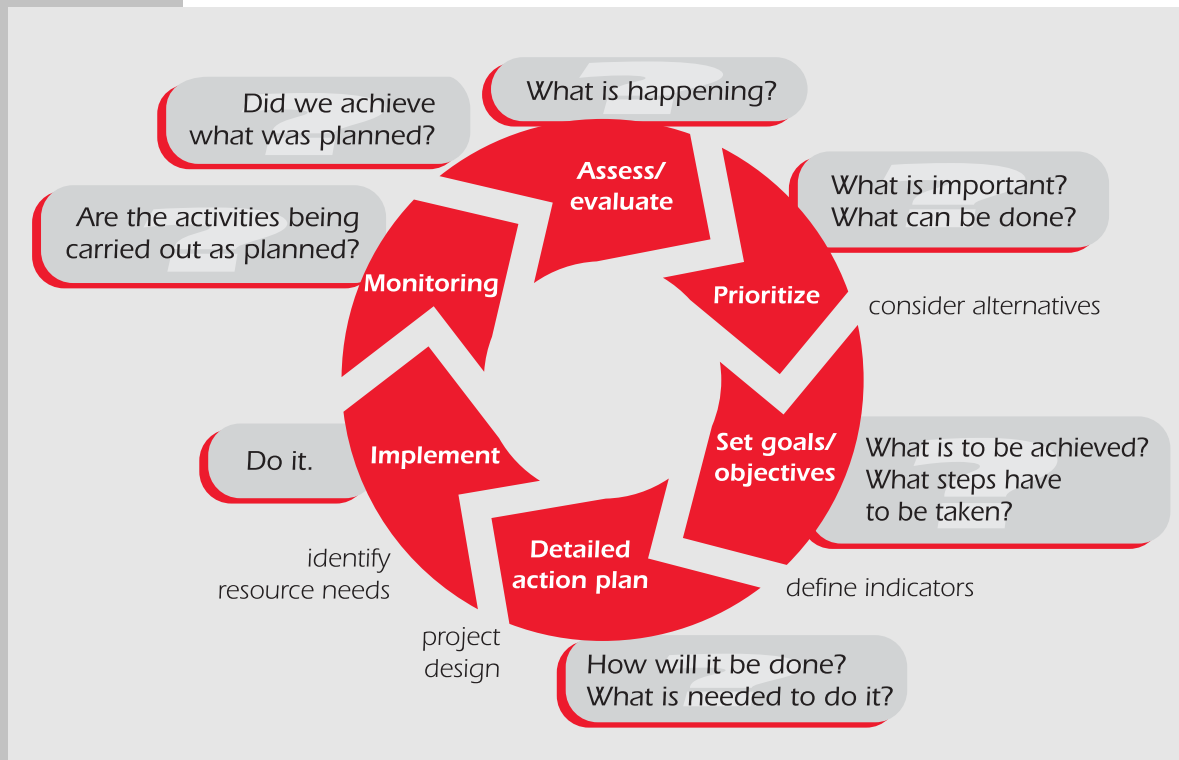 What is happening?
Assess/
evaluate
What is important?
What can be done?
Prioritize
consider alternatives
What is to be achieved?
What steps have
to be taken?
Set goals/
objectives
define indicators
How will it be done?
What is needed to do it?
Detailed
action plan
project
design
identify
resource needs
Do it.
Implement
Are the activities being
carried out as planned?
Monitoring
Did we achieve
what was planned?